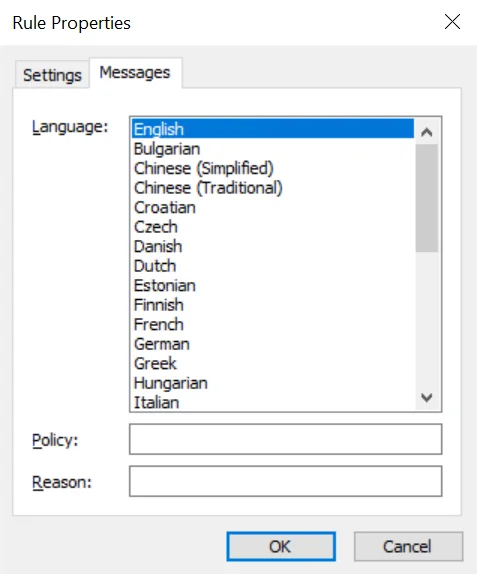 Rule Properties
Settings
Messages
Language:
English
Bulgarian
Chinese (Simplified)
Chinese (Traditional)
Croatian
Czech
Danish
Dutch
Estonian
Finnish
French
German
Greek
Hungarian
Italian
Policy:
Reason:
OK
Cancel